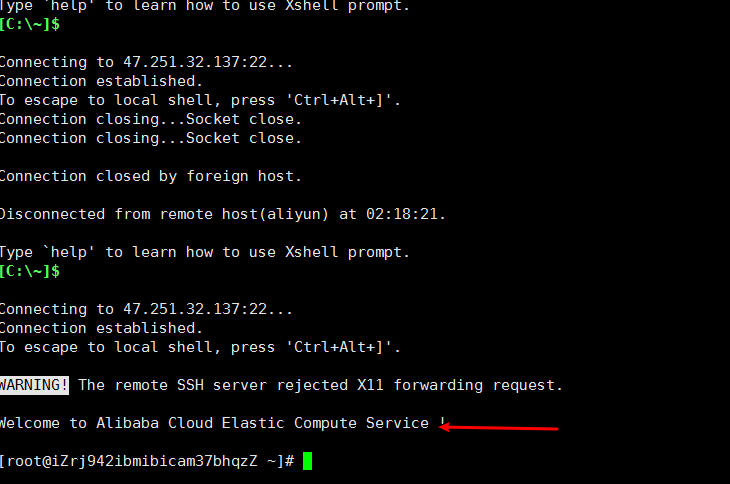 Type `help' to learn how to use Xshell prompt.
[C:\~]$
Connecting to 47.251.32.137:22...
Connection established.
To escape to local shell, press 'Ctrl+Alt+]'.
Connection closing...Socket close.
Connection closing...Socket close.
Connection closed by foreign host.
Disconnected from remote host(aliyun) at 02:18:21.
Type `help' to learn how to use Xshell prompt.
[C:\~]$
Connecting to 47.251.32.137:22...
Connection established.
To escape to local shell, press 'Ctrl+Alt+]'.
WARNING! The remote SSH server rejected X11 forwarding request.
Welcome to Alibaba Cloud Elastic Compute Service !
[root@iZrj942ibmibicam37bhqzZ ~]#